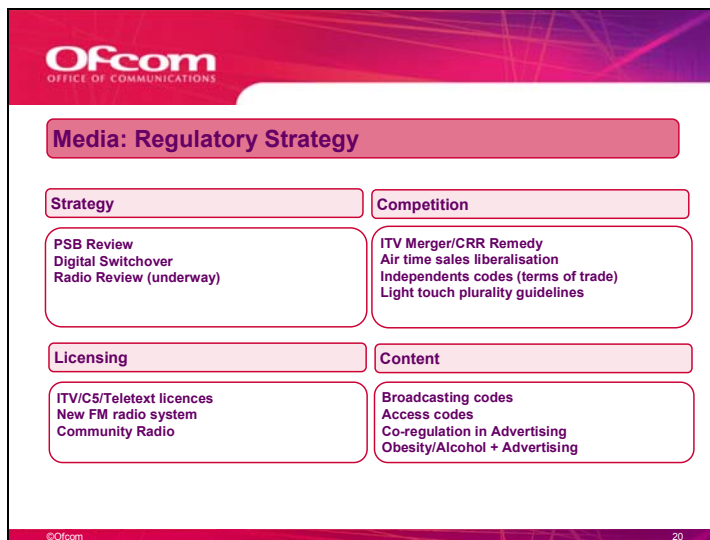 Ofcom
OFFICE OF COMMUNICATIONS
Media: Regulatory Strategy
Strategy
PSB Review
Digital Switchover
Radio Review (underway)
Competition
ITV Merger/CRR Remedy
Air time sales liberalisation
Independents codes (terms of trade)
Light touch plurality guidelines
Licensing
ITV/C5/Teletext licences
New FM radio system
Community Radio
Content
Broadcasting codes
Access codes
Co-regulation in Advertising
Obesity/Alcohol + Advertising
©Ofcom
20